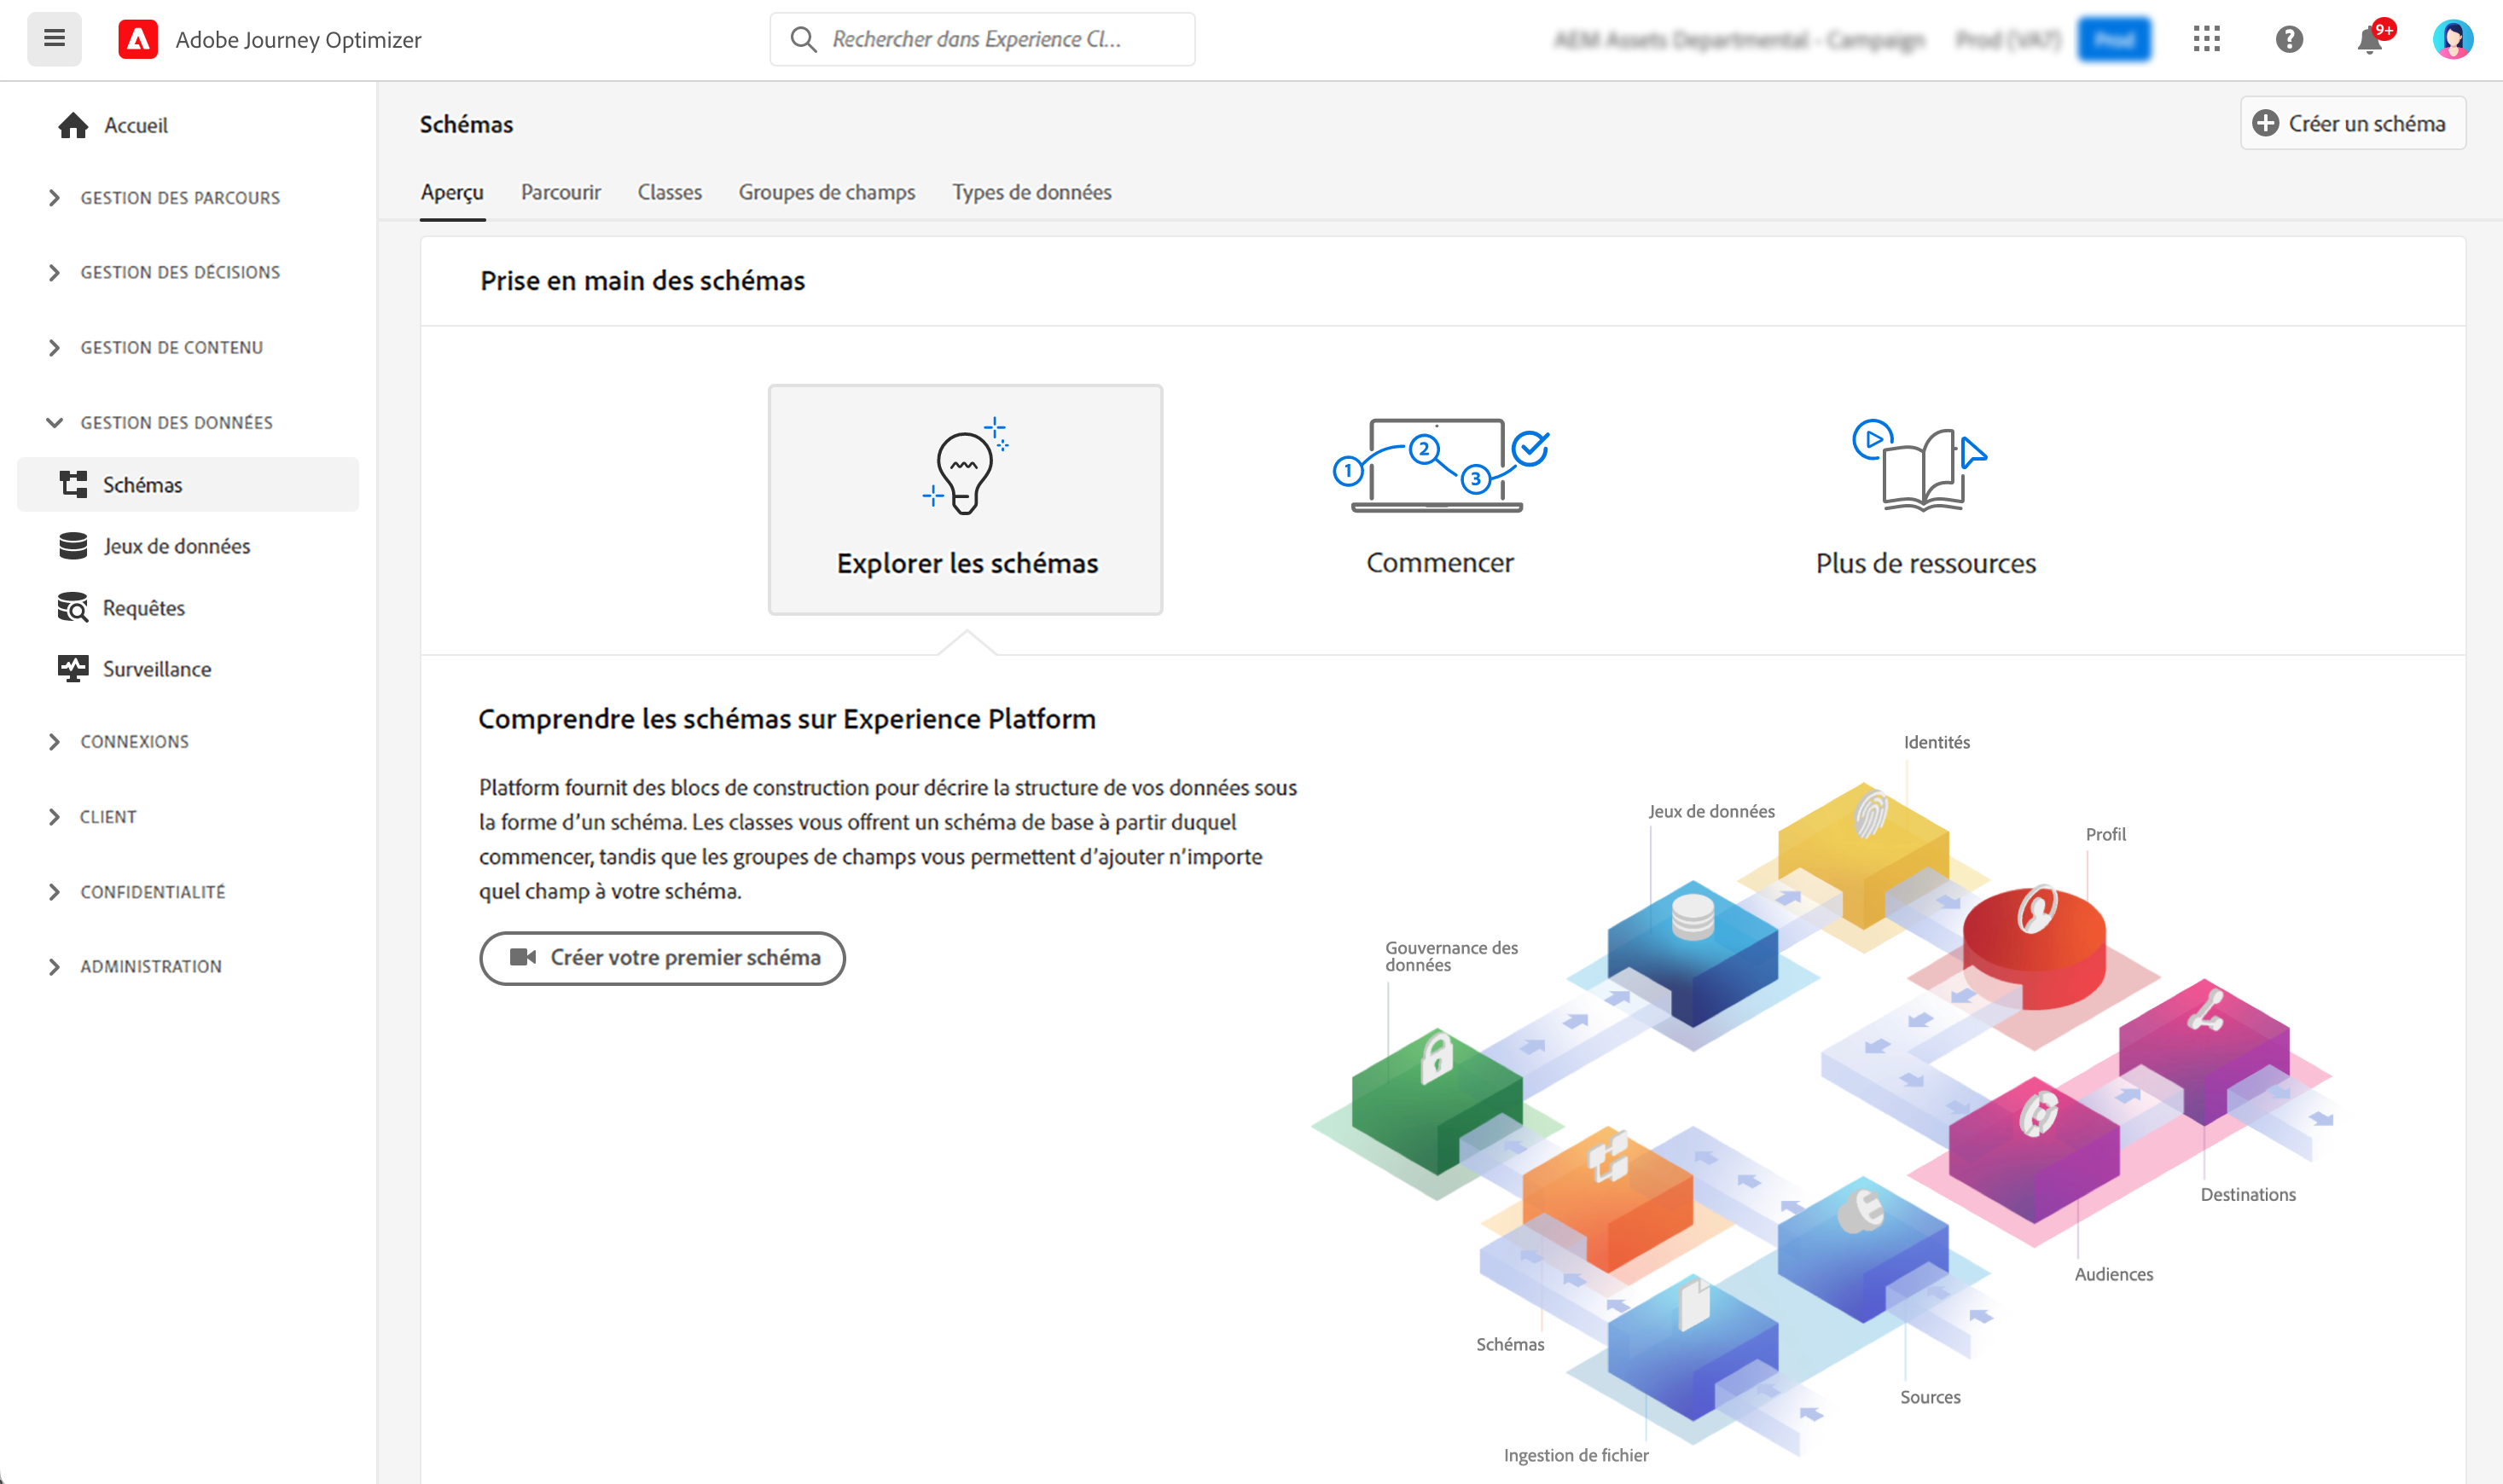 Adobe Journey Optimizer
Rechercher dans Experience Cl...
9+
Accueil
GESTION DES PARCOURS
GESTION DES DÉCISIONS
GESTION DE CONTENU
GESTION DES DONNÉES
Schémas
Jeux de données
Requêtes
Surveillance
CONNEXIONS
CLIENT
CONFIDENTIALITÉ
ADMINISTRATION
Schémas
Créer un schéma
Aperçu
Parcourir
Classes
Groupes de champs
Types de données
Prise en main des schémas
Explorer les schémas
1
2
3
Commencer
Plus de ressources
Comprendre les schémas sur Experience Platform
Platform fournit des blocs de construction pour décrire la structure de vos données sous
la forme d’un schéma. Les classes vous offrent un schéma de base à partir duquel
commencer, tandis que les groupes de champs vous permettent d’ajouter n’importe
quel champ à votre schéma.
Créer votre premier schéma
Identités
Jeux de données
Profil
Gouvernance des
données
Destinations
Audiences
Schémas
Sources
Ingestion de fichier